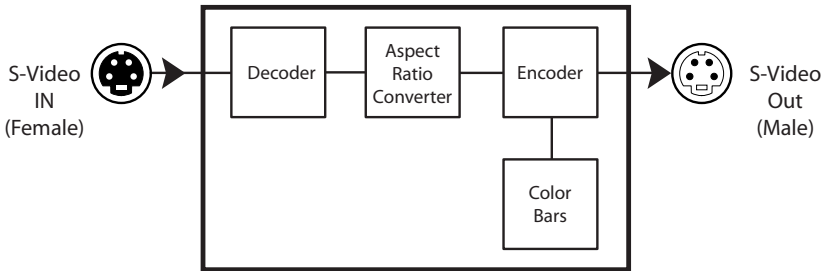 S-Video
IN
(Female)
Decoder
Aspect
Ratio
Converter
Encoder
Color
Bars
S-Video
Out
(Male)